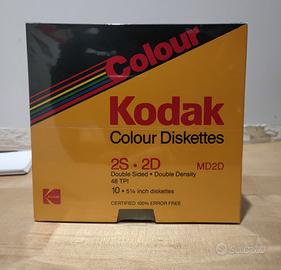 Colour
Kodak
Colour Diskettes
2S · 2D MD2D
Double Sided · Double Density
48 TPI
10 · 5¼ inch diskettes
CERTIFIED 100% ERROR FREE
Subito